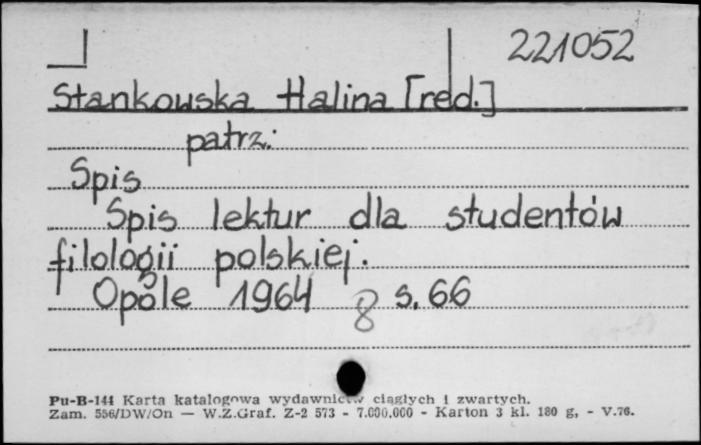 221052
Stankowska Halina [red.]
patrz:
Spis
Spis lektur dla studentów
filologii polskiej.
Opole 1964 8 s. 66
Pu-B-144 Karta katalogowa wydawnictw ciągłych i zwartych.
Zam. 556/DW/On — W.Z.Graf. Z-2 573 - 7.000.000 - Karton 3 kl. 180 g, - V.76.